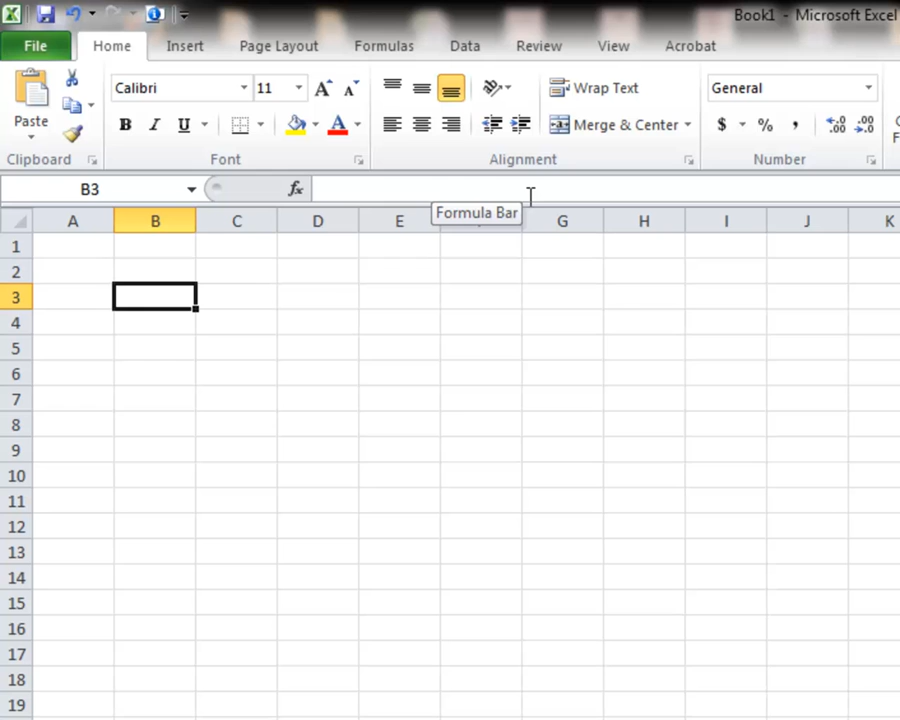 Book1 - Microsoft Excel
File Home Insert Page Layout Formulas Data Review View Acrobat
Calibri 11 Wrap Text General
Paste B I U A Merge & Center $ % , .00
Clipboard Font Alignment Number
B3 fx
Formula Bar
A B C D E G H I J K
1
2
3
4
5
6
7
8
9
10
11
12
13
14
15
16
17
18
19